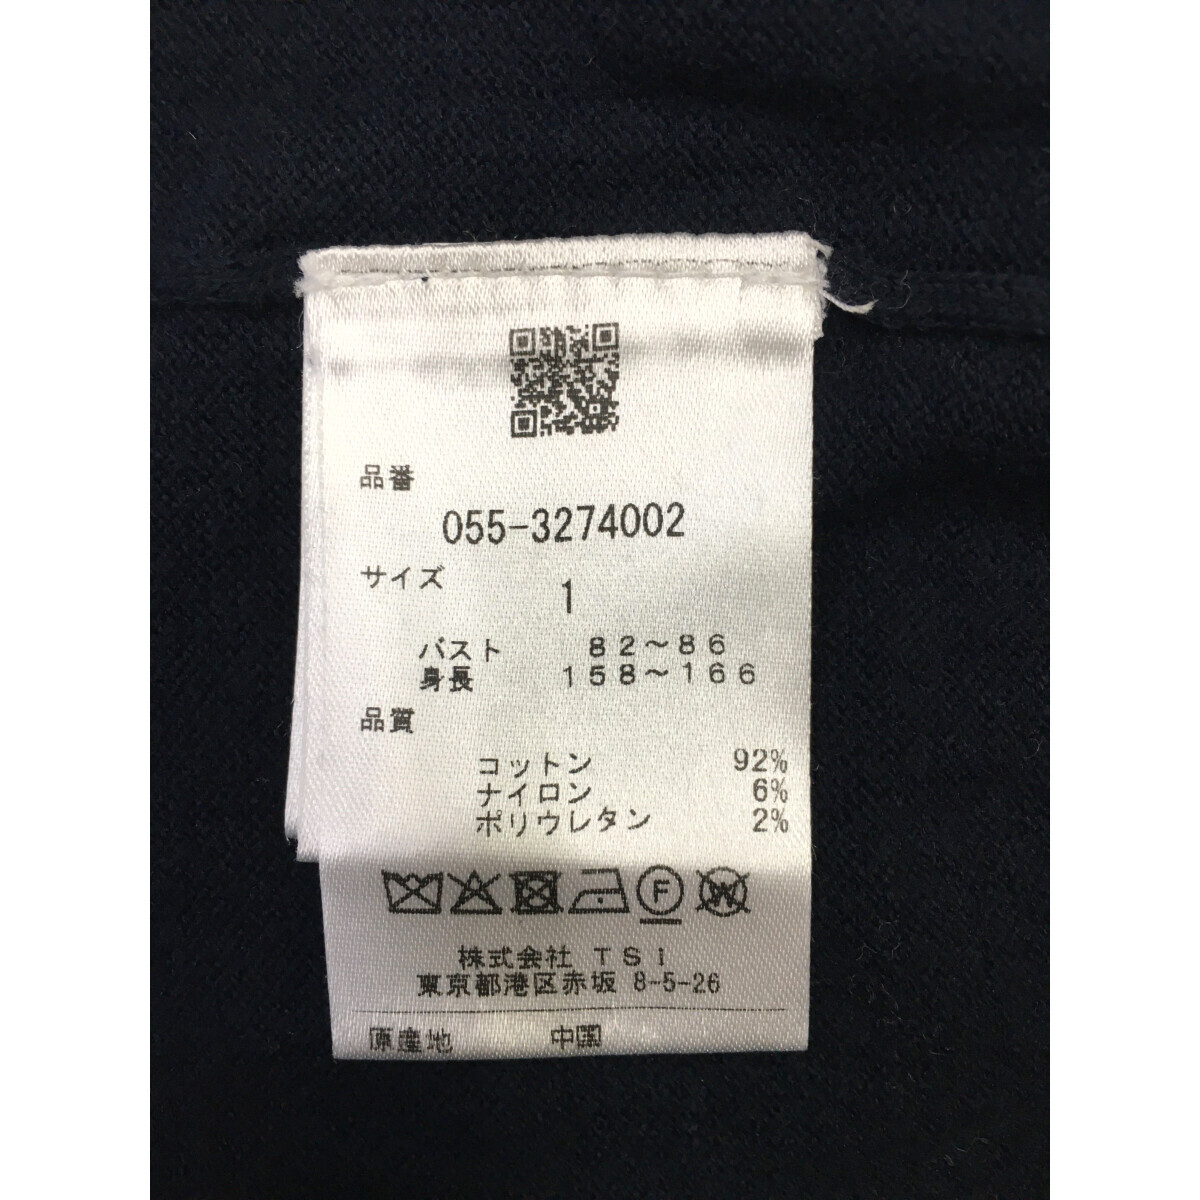 品番
055-3274002
サイズ 1
バスト 82～86
身長 158～166
品質
コットン 92%
ナイロン 6%
ポリウレタン 2%
F W
株式会社 TSI
東京都港区赤坂 8-5-26
原産地 中国